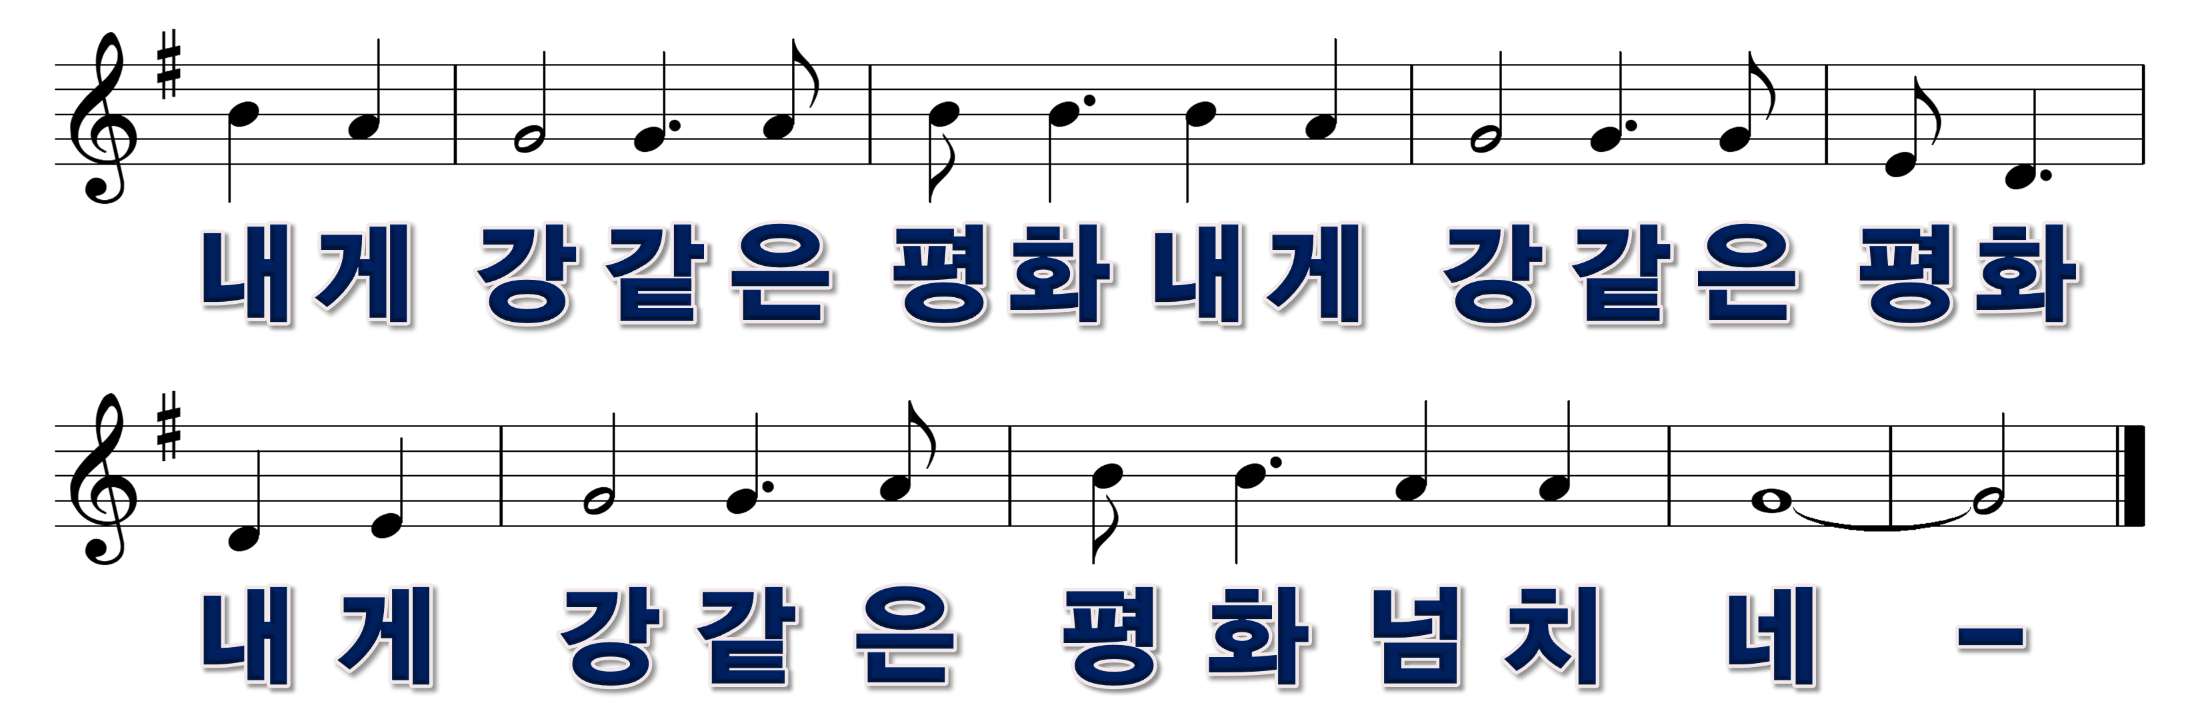 내게 강같은 평화 내게 강같은 평화
내 게 강같 은 평 화 넘 치 네 -